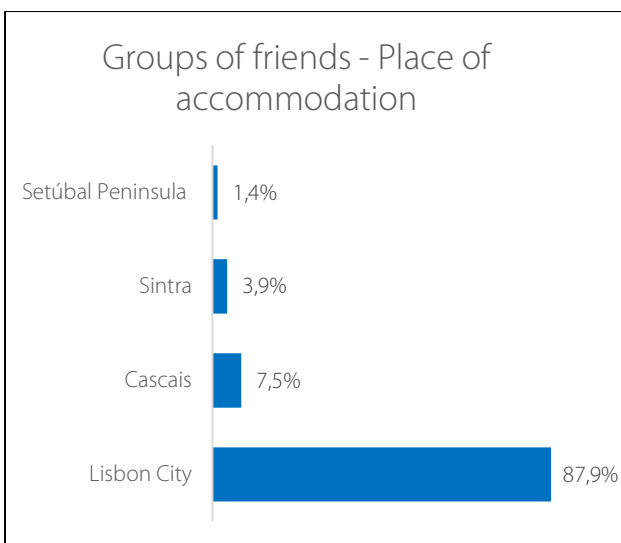 Groups of friends - Place of
accommodation
Setúbal Peninsula 1,4%
Sintra 3,9%
Cascais 7,5%
Lisbon City 87,9%